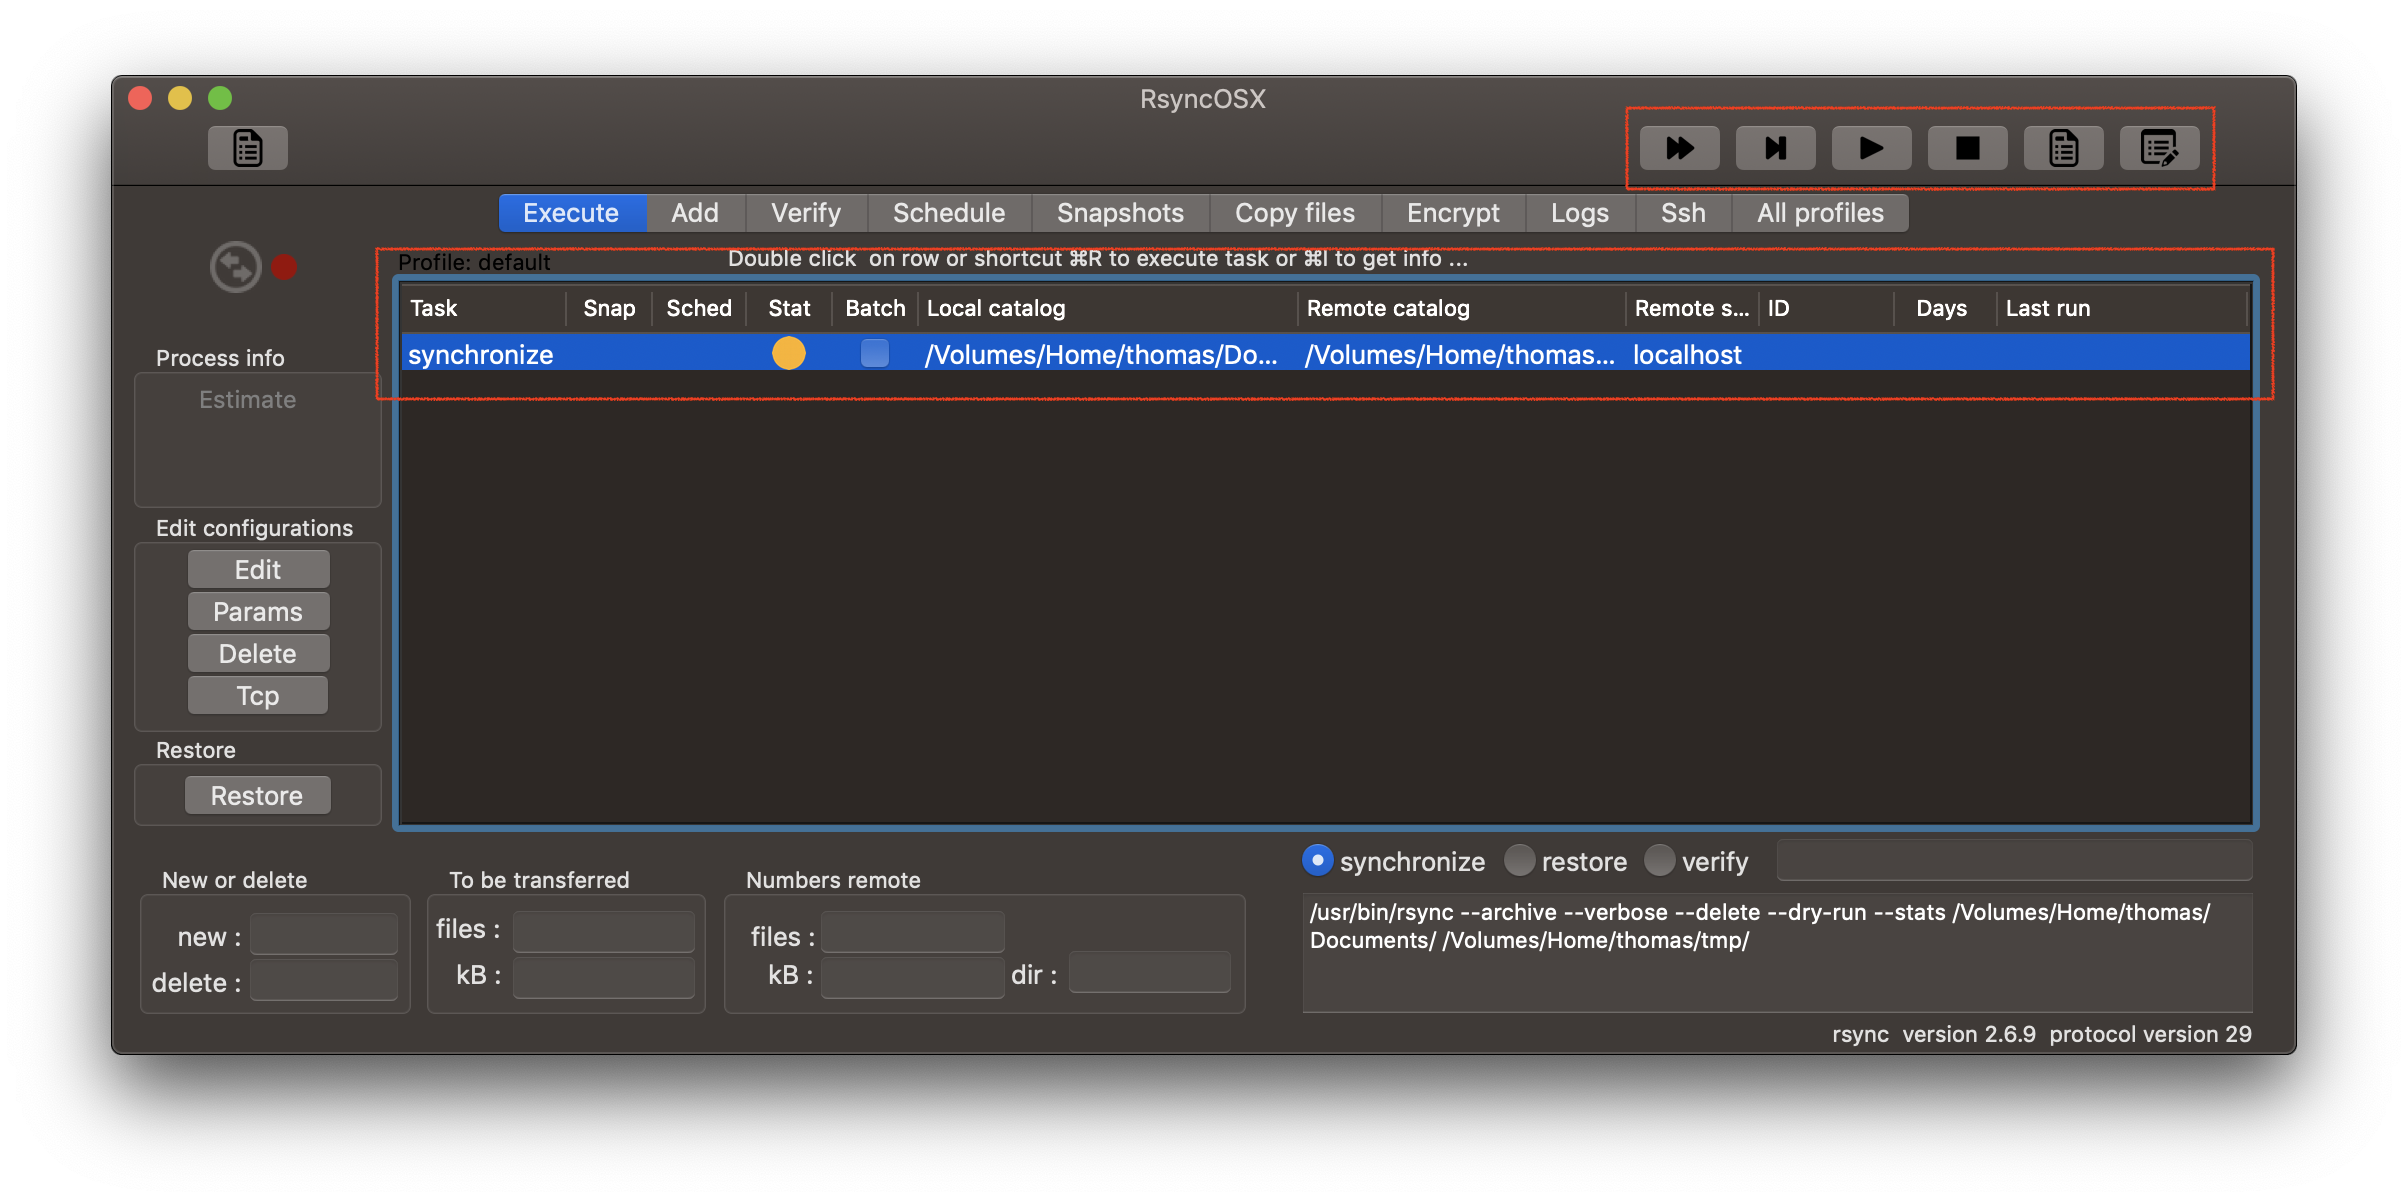 RsyncOSX
Execute Add Verify Schedule Snapshots Copy files Encrypt Logs Ssh All profiles
Profile: default Double click  on row or shortcut ⌘R to execute task or ⌘I to get info ...
Task Snap Sched Stat Batch Local catalog Remote catalog Remote s... ID Days Last run
synchronize /Volumes/Home/thomas/Do... /Volumes/Home/thomas... localhost
Process info
Estimate
Edit configurations
Edit
Params
Delete
Tcp
Restore
Restore
synchronize restore verify
New or delete
new :
delete :
To be transferred
files :
kB :
Numbers remote
files :
kB : dir :
/usr/bin/rsync --archive --verbose --delete --dry-run --stats /Volumes/Home/thomas/
Documents/ /Volumes/Home/thomas/tmp/
rsync  version 2.6.9  protocol version 29